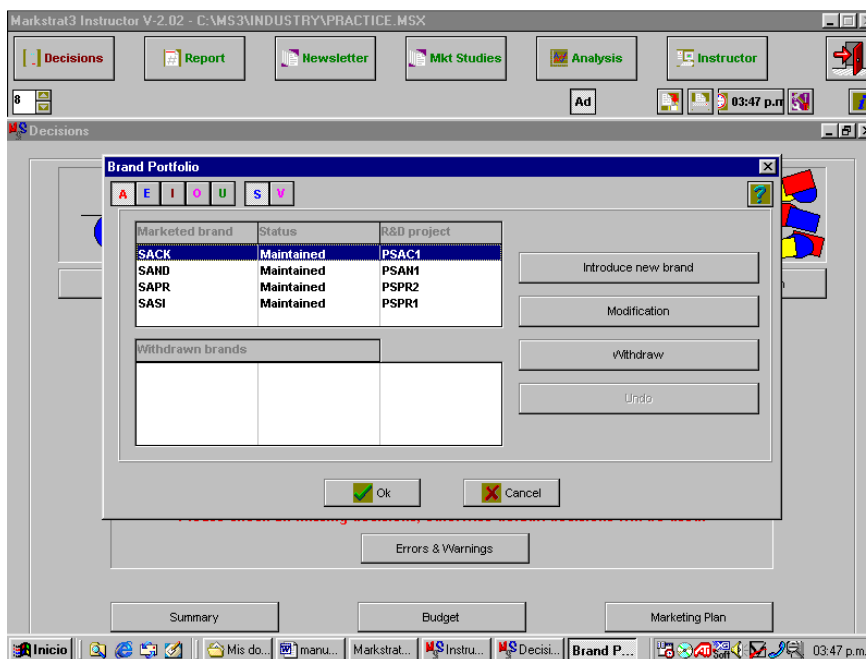 Markstrat3 Instructor V-2.02 - C:\MS3\INDUSTRY\PRACTICE.MSX
[ ] Decisions
Report
Newsletter
Mkt Studies
Analysis
Instructor
8
Ad
03:47 p.m
Decisions
Brand Portfolio
A E I O U S V
?
Marketed brand Status R&D project
SACK Maintained PSAC1
SAND Maintained PSAN1
SAPR Maintained PSPR2
SASI Maintained PSPR1
Introduce new brand
Modification
Withdraw
Undo
Withdrawn brands
Ok
Cancel
Errors & Warnings
Summary
Budget
Marketing Plan
Inicio
Mis do...
manu...
Markstrat...
Instru...
Decisi...
Brand P...
03:47 p.m.